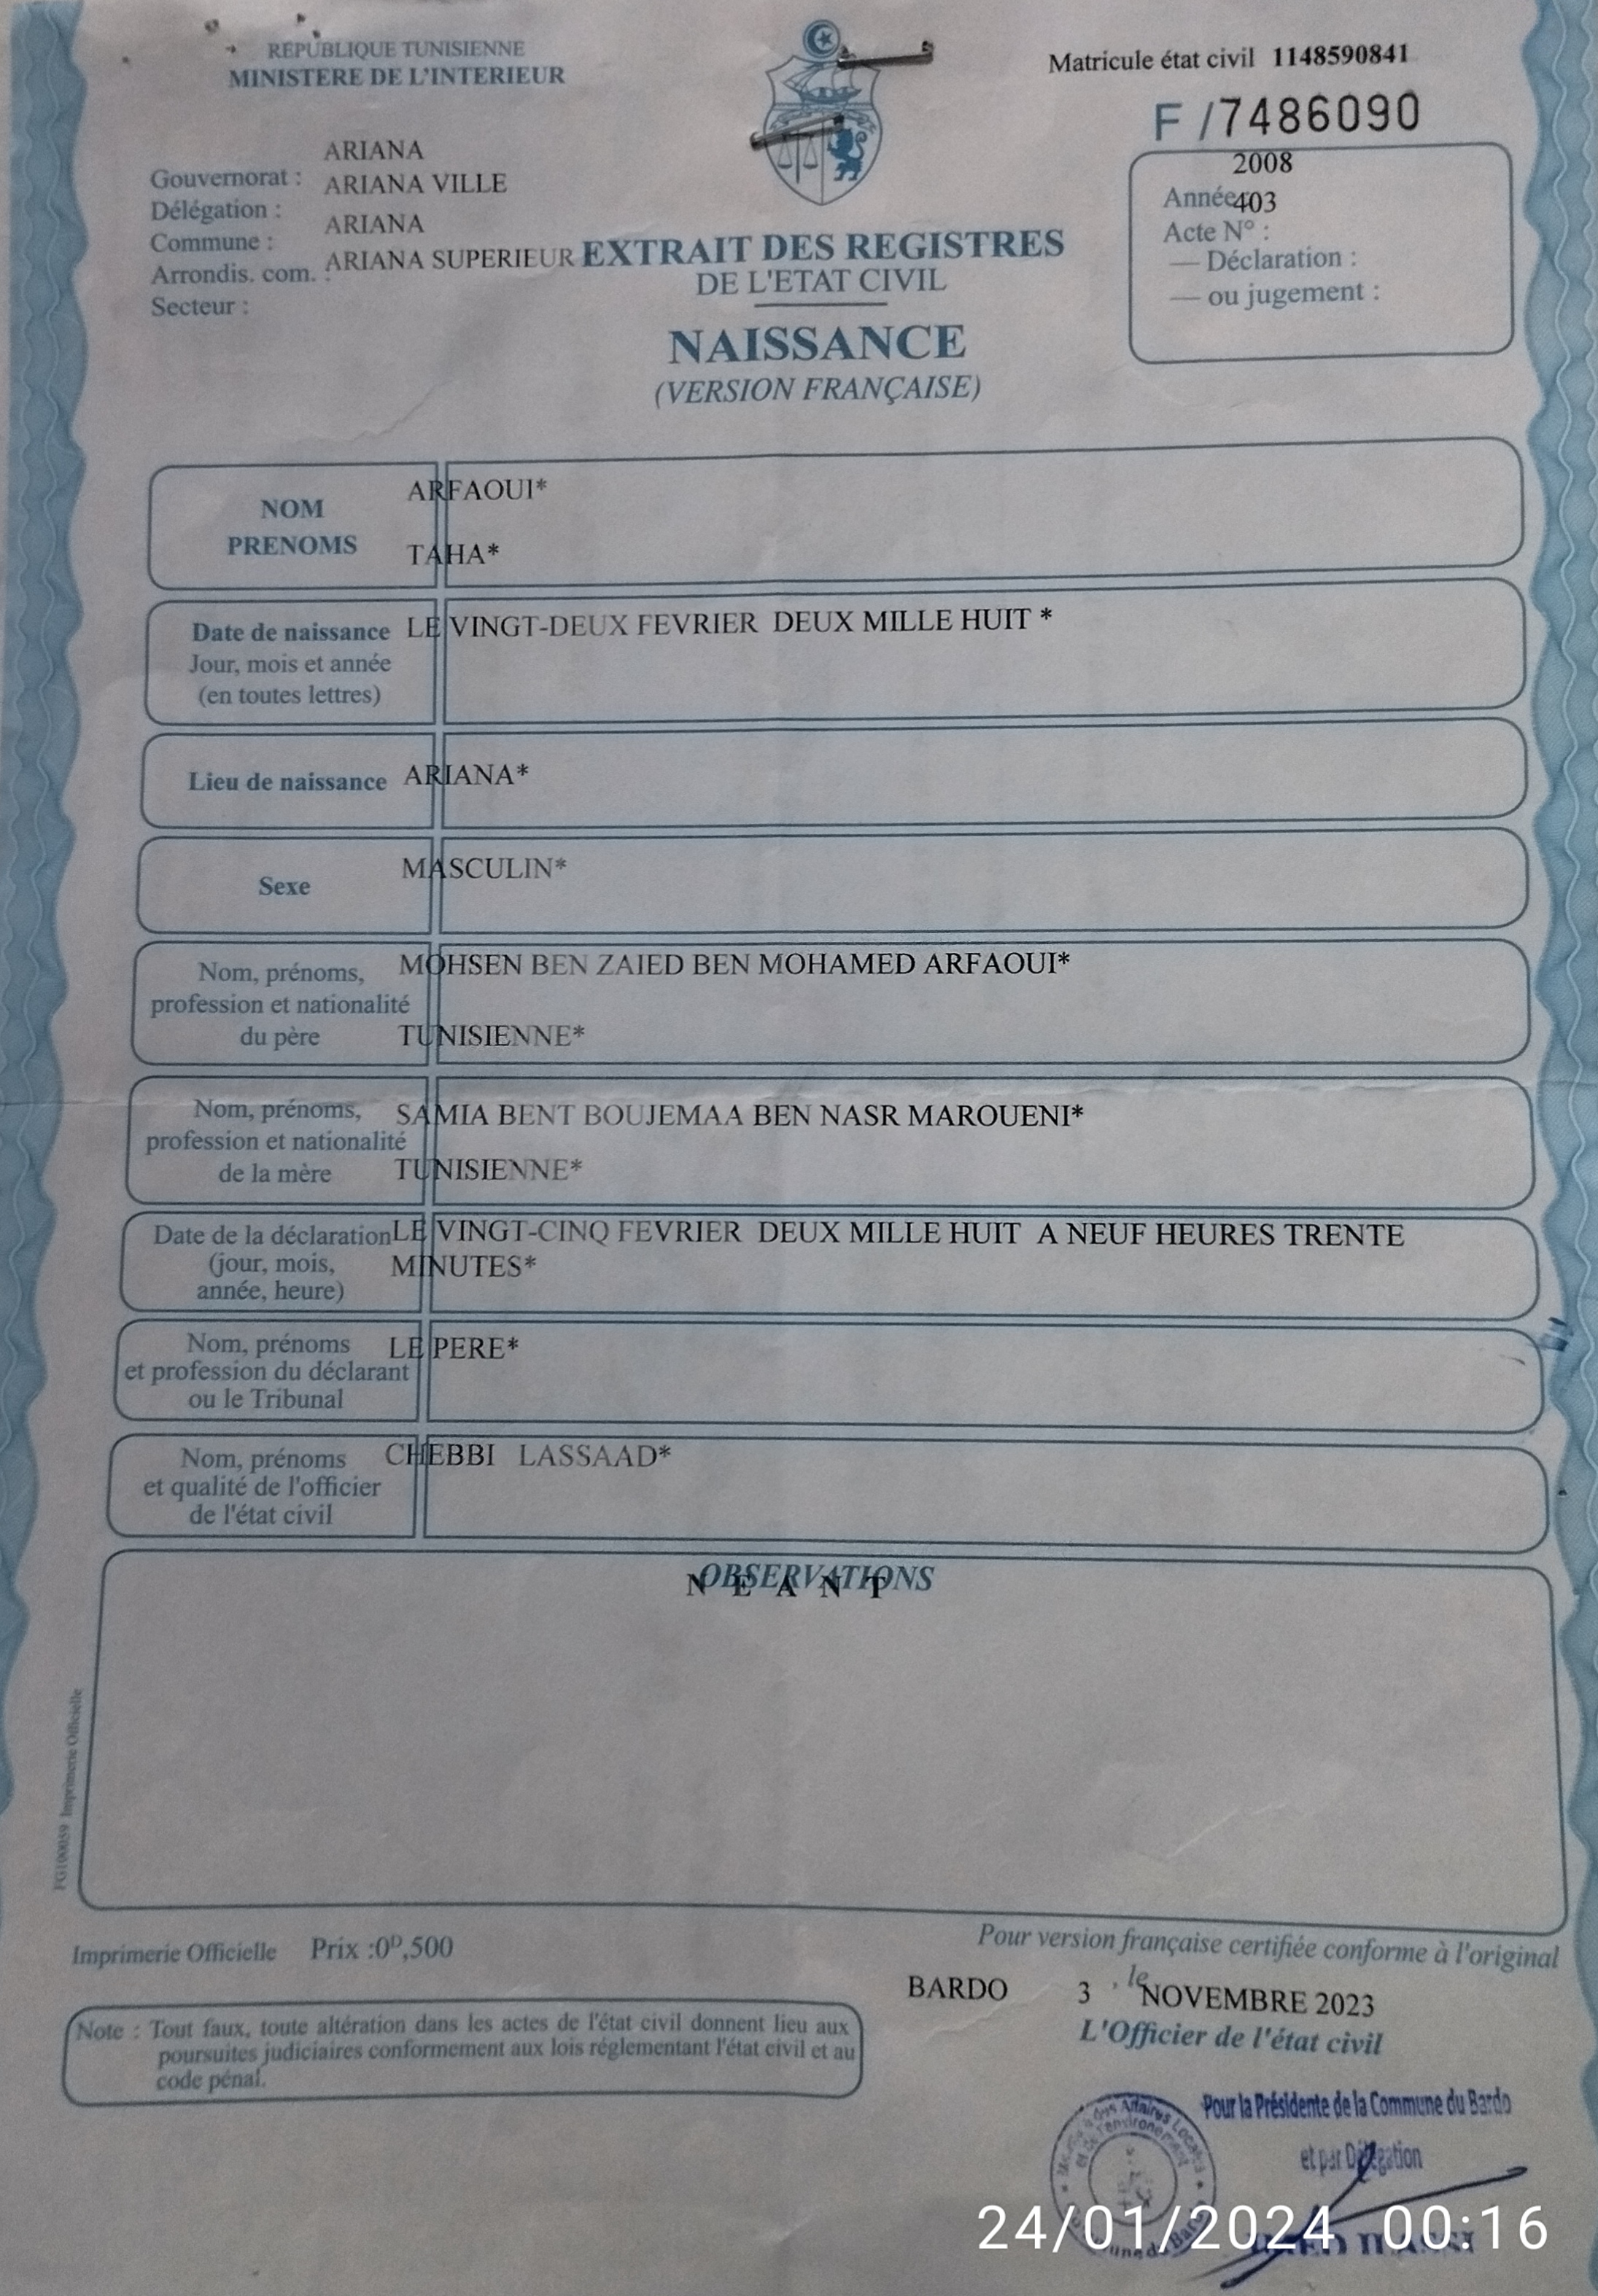 REPUBLIQUE TUNISIENNE
MINISTERE DE L'INTERIEUR
Matricule état civil 1148590841
F /7486090
ARIANA
Gouvernorat :
ARIANA VILLE
Délégation :
ARIANA
Commune :
ARIANA SUPERIEUR
Arrondis. com. :
Secteur :
2008
Année :
403
Acte N° :
— Déclaration :
— ou jugement :
EXTRAIT DES REGISTRES
DE L'ETAT CIVIL
NAISSANCE
(VERSION FRANÇAISE)
NOM
PRENOMS
ARFAOUI*
TAHA*
Date de naissance
Jour, mois et année
(en toutes lettres)
LE VINGT-DEUX FEVRIER DEUX MILLE HUIT *
Lieu de naissance
ARIANA*
Sexe
MASCULIN*
Nom, prénoms,
profession et nationalité
du père
MOHSEN BEN ZAIED BEN MOHAMED ARFAOUI*
TUNISIENNE*
Nom, prénoms,
profession et nationalité
de la mère
SAMIA BENT BOUJEMAA BEN NASR MAROUENI*
TUNISIENNE*
Date de la déclaration
(jour, mois,
année, heure)
LE VINGT-CINQ FEVRIER DEUX MILLE HUIT A NEUF HEURES TRENTE
MINUTES*
Nom, prénoms
et profession du déclarant
ou le Tribunal
LE PERE*
Nom, prénoms
et qualité de l'officier
de l'état civil
CHEBBI LASSAAD*
OBSERVATIONS
N E A N T
FG100059 Imprimerie Officielle
Imprimerie Officielle Prix :0ᴰ,500
Pour version française certifiée conforme à l'original
BARDO 3 , le NOVEMBRE 2023
L'Officier de l'état civil
Note : Tout faux, toute altération dans les actes de l'état civil donnent lieu aux
poursuites judiciaires conformement aux lois réglementant l'état civil et au
code pénal.
Pour la Présidente de la Commune du Bardo
et par Délégation
des Affaires Locales
et de l'environnement
24/01/2024 00:16